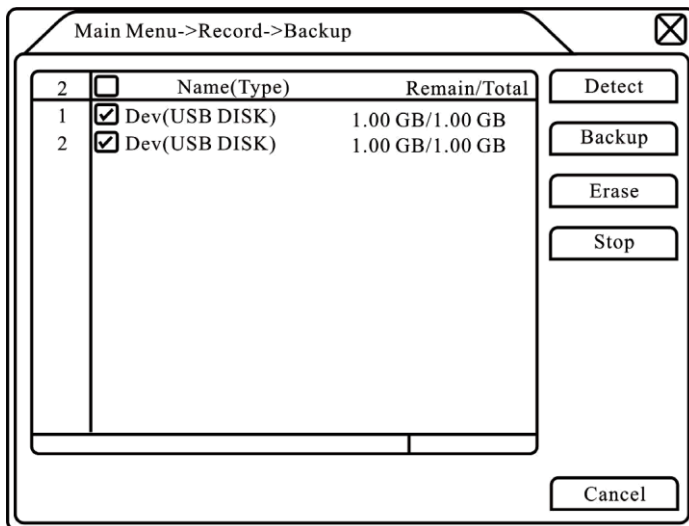 Main Menu->Record->Backup
2 Name(Type) Remain/Total
1 Dev(USB DISK) 1.00 GB/1.00 GB
2 Dev(USB DISK) 1.00 GB/1.00 GB
Detect
Backup
Erase
Stop
Cancel